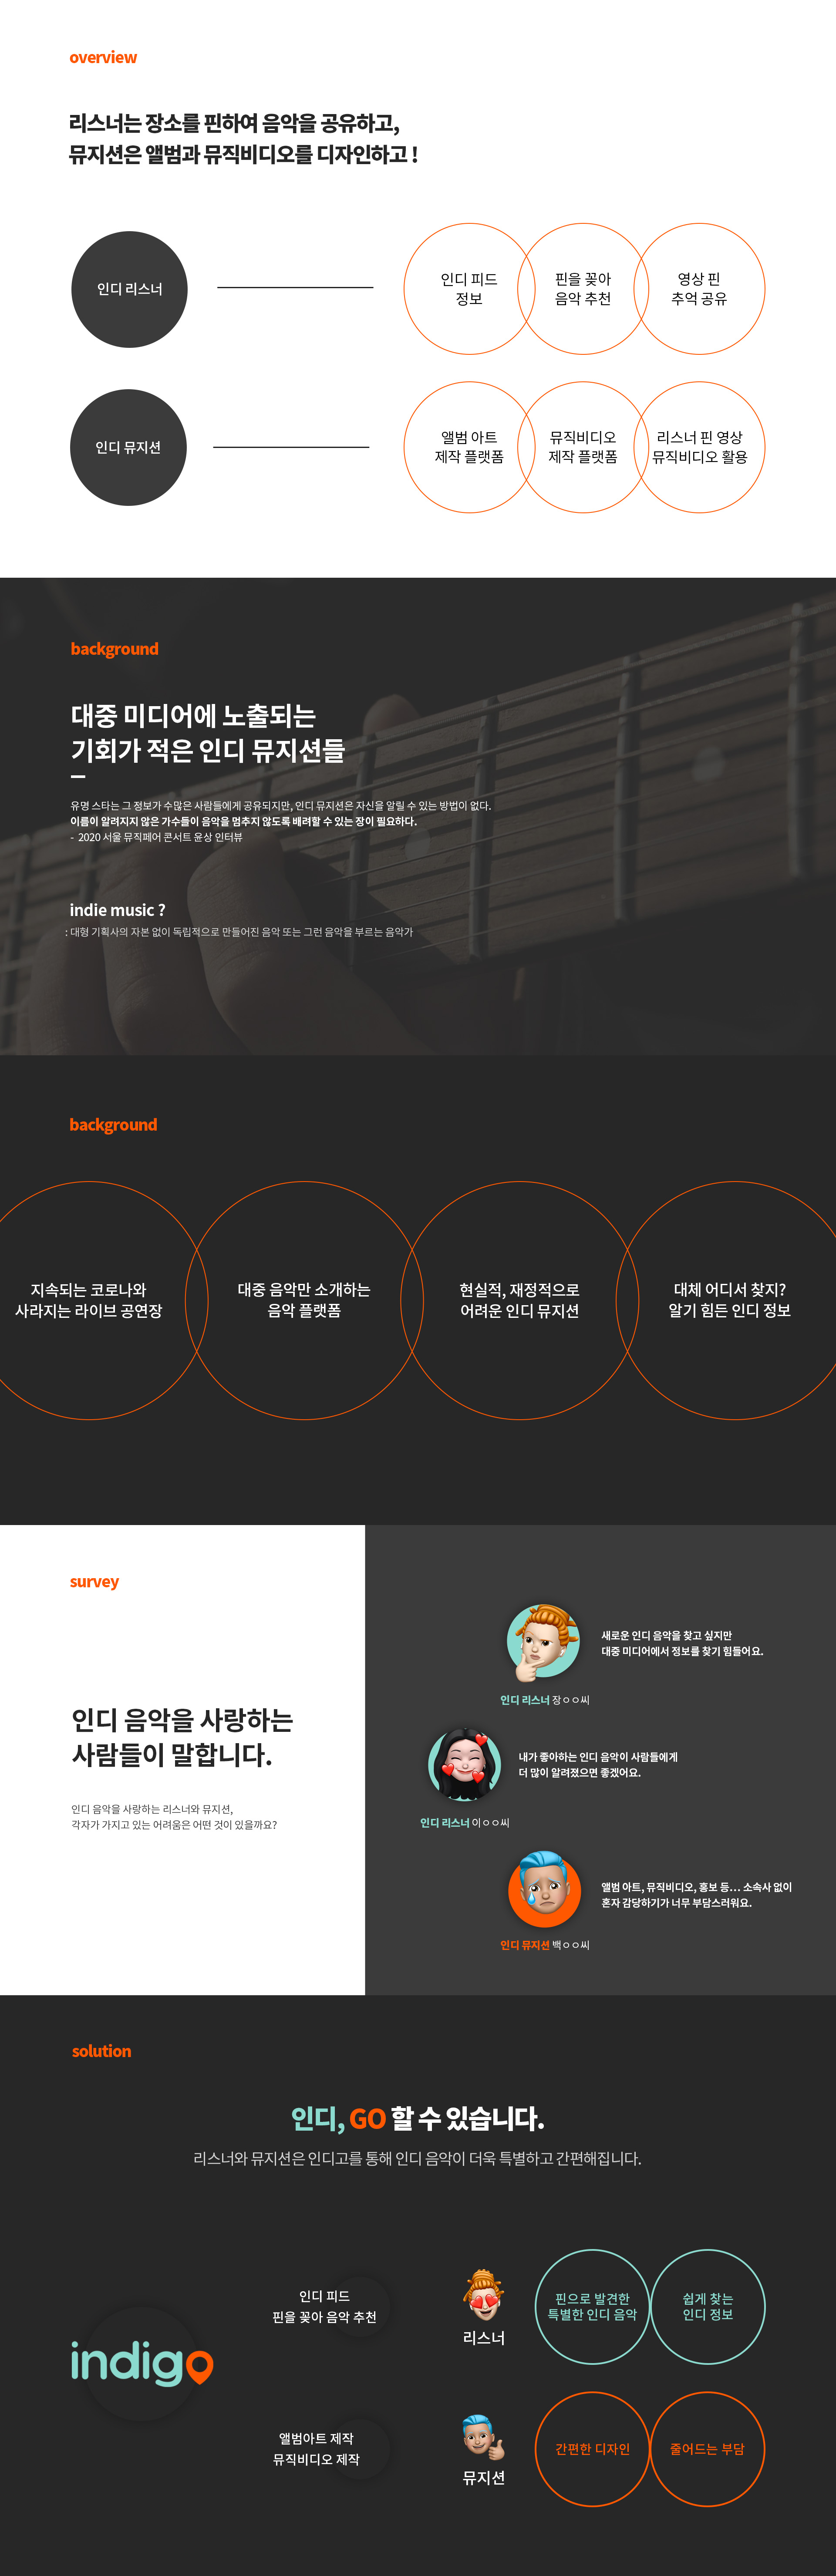 overview
리스너는 장소를 핀하여 음악을 공유하고,
뮤지션은 앨범과 뮤직비디오를 디자인하고 !
인디 리스너
인디 피드
정보
핀을 꽂아
음악 추천
영상 핀
추억 공유
인디 뮤지션
앨범 아트
제작 플랫폼
뮤직비디오
제작 플랫폼
리스너 핀 영상
뮤직비디오 활용
background
대중 미디어에 노출되는
기회가 적은 인디 뮤지션들
유명 스타는 그 정보가 수많은 사람들에게 공유되지만, 인디 뮤지션은 자신을 알릴 수 있는 방법이 없다.
이름이 알려지지 않은 가수들이 음악을 멈추지 않도록 배려할 수 있는 장이 필요하다.
- 2020 서울 뮤직페어 콘서트 윤상 인터뷰
indie music ?
: 대형 기획사의 자본 없이 독립적으로 만들어진 음악 또는 그런 음악을 부르는 음악가
background
지속되는 코로나와
사라지는 라이브 공연장
대중 음악만 소개하는
음악 플랫폼
현실적, 재정적으로
어려운 인디 뮤지션
대체 어디서 찾지?
알기 힘든 인디 정보
survey
인디 음악을 사랑하는
사람들이 말합니다.
인디 음악을 사랑하는 리스너와 뮤지션,
각자가 가지고 있는 어려움은 어떤 것이 있을까요?
새로운 인디 음악을 찾고 싶지만
대중 미디어에서 정보를 찾기 힘들어요.
인디 리스너 장ㅇㅇ씨
내가 좋아하는 인디 음악이 사람들에게
더 많이 알려졌으면 좋겠어요.
인디 리스너 이ㅇㅇ씨
앨범 아트, 뮤직비디오, 홍보 등... 소속사 없이
혼자 감당하기가 너무 부담스러워요.
인디 뮤지션 백ㅇㅇ씨
solution
인디, GO 할 수 있습니다.
리스너와 뮤지션은 인디고를 통해 인디 음악이 더욱 특별하고 간편해집니다.
indigo
인디 피드
핀을 꽂아 음악 추천
리스너
핀으로 발견한
특별한 인디 음악
쉽게 찾는
인디 정보
앨범아트 제작
뮤직비디오 제작
뮤지션
간편한 디자인
줄어드는 부담